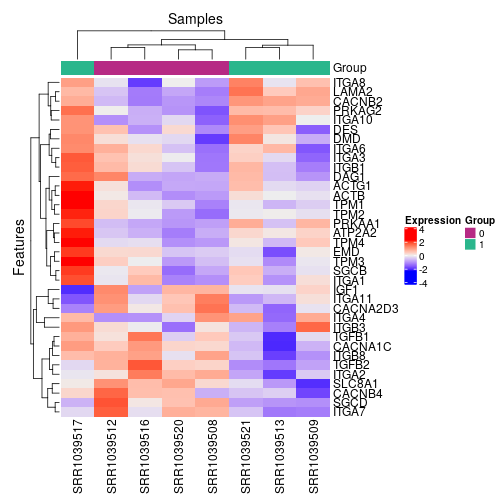 Samples
Group
ITGA8
LAMA2
CACNB2
PRKAG2
ITGA10
DES
DMD
ITGA6
ITGA3
ITGB1
DAG1
ACTG1
ACTB
TPM1
TPM2
PRKAA1
ATP2A2
TPM4
EMD
TPM3
SGCB
ITGA1
IGF1
ITGA11
CACNA2D3
ITGA4
ITGB3
TGFB1
CACNA1C
ITGB8
TGFB2
ITGA2
SLC8A1
CACNB4
SGCD
ITGA7
Features
Expression Group
4 0
2 1
0
-2
-4
SRR1039517
SRR1039512
SRR1039516
SRR1039520
SRR1039508
SRR1039521
SRR1039513
SRR1039509